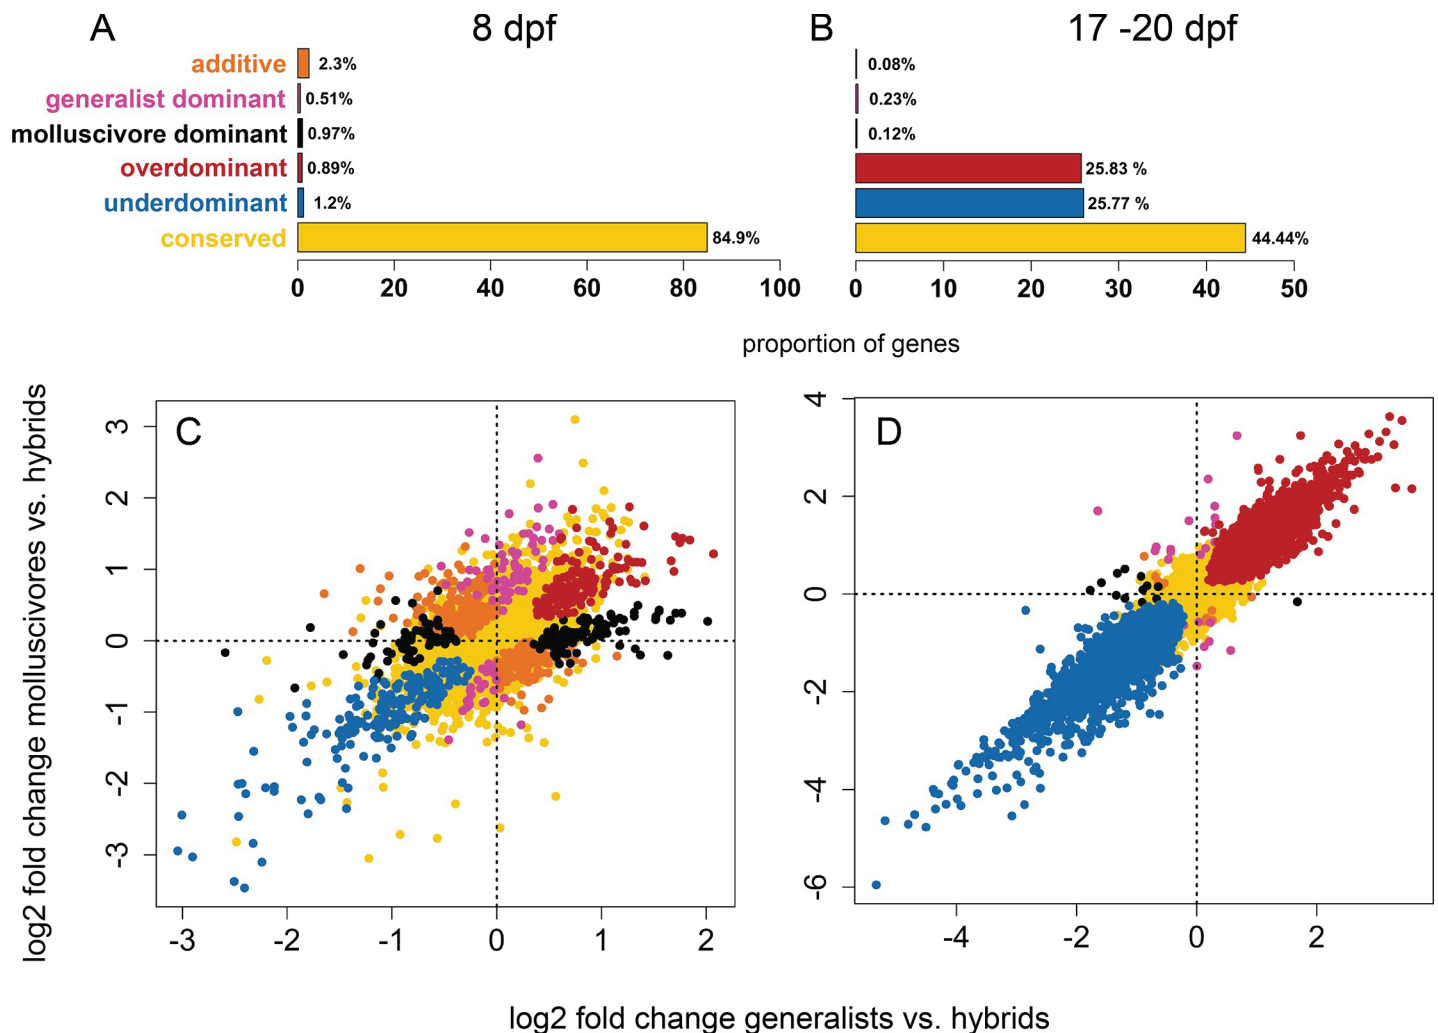 A 8 dpf B 17 -20 dpf
additive 2.3% 0.08%
generalist dominant 0.51% 0.23%
molluscivore dominant 0.97% 0.12%
overdominant 0.89% 25.83 %
underdominant 1.2% 25.77 %
conserved 84.9% 44.44%
0 20 40 60 80 100 0 10 20 30 40 50
proportion of genes
log2 fold change molluscivores vs. hybrids
C
3
2
1
0
-1
-2
-3
-3 -2 -1 0 1 2
D
4
2
0
-2
-4
-6
-4 -2 0 2
log2 fold change generalists vs. hybrids